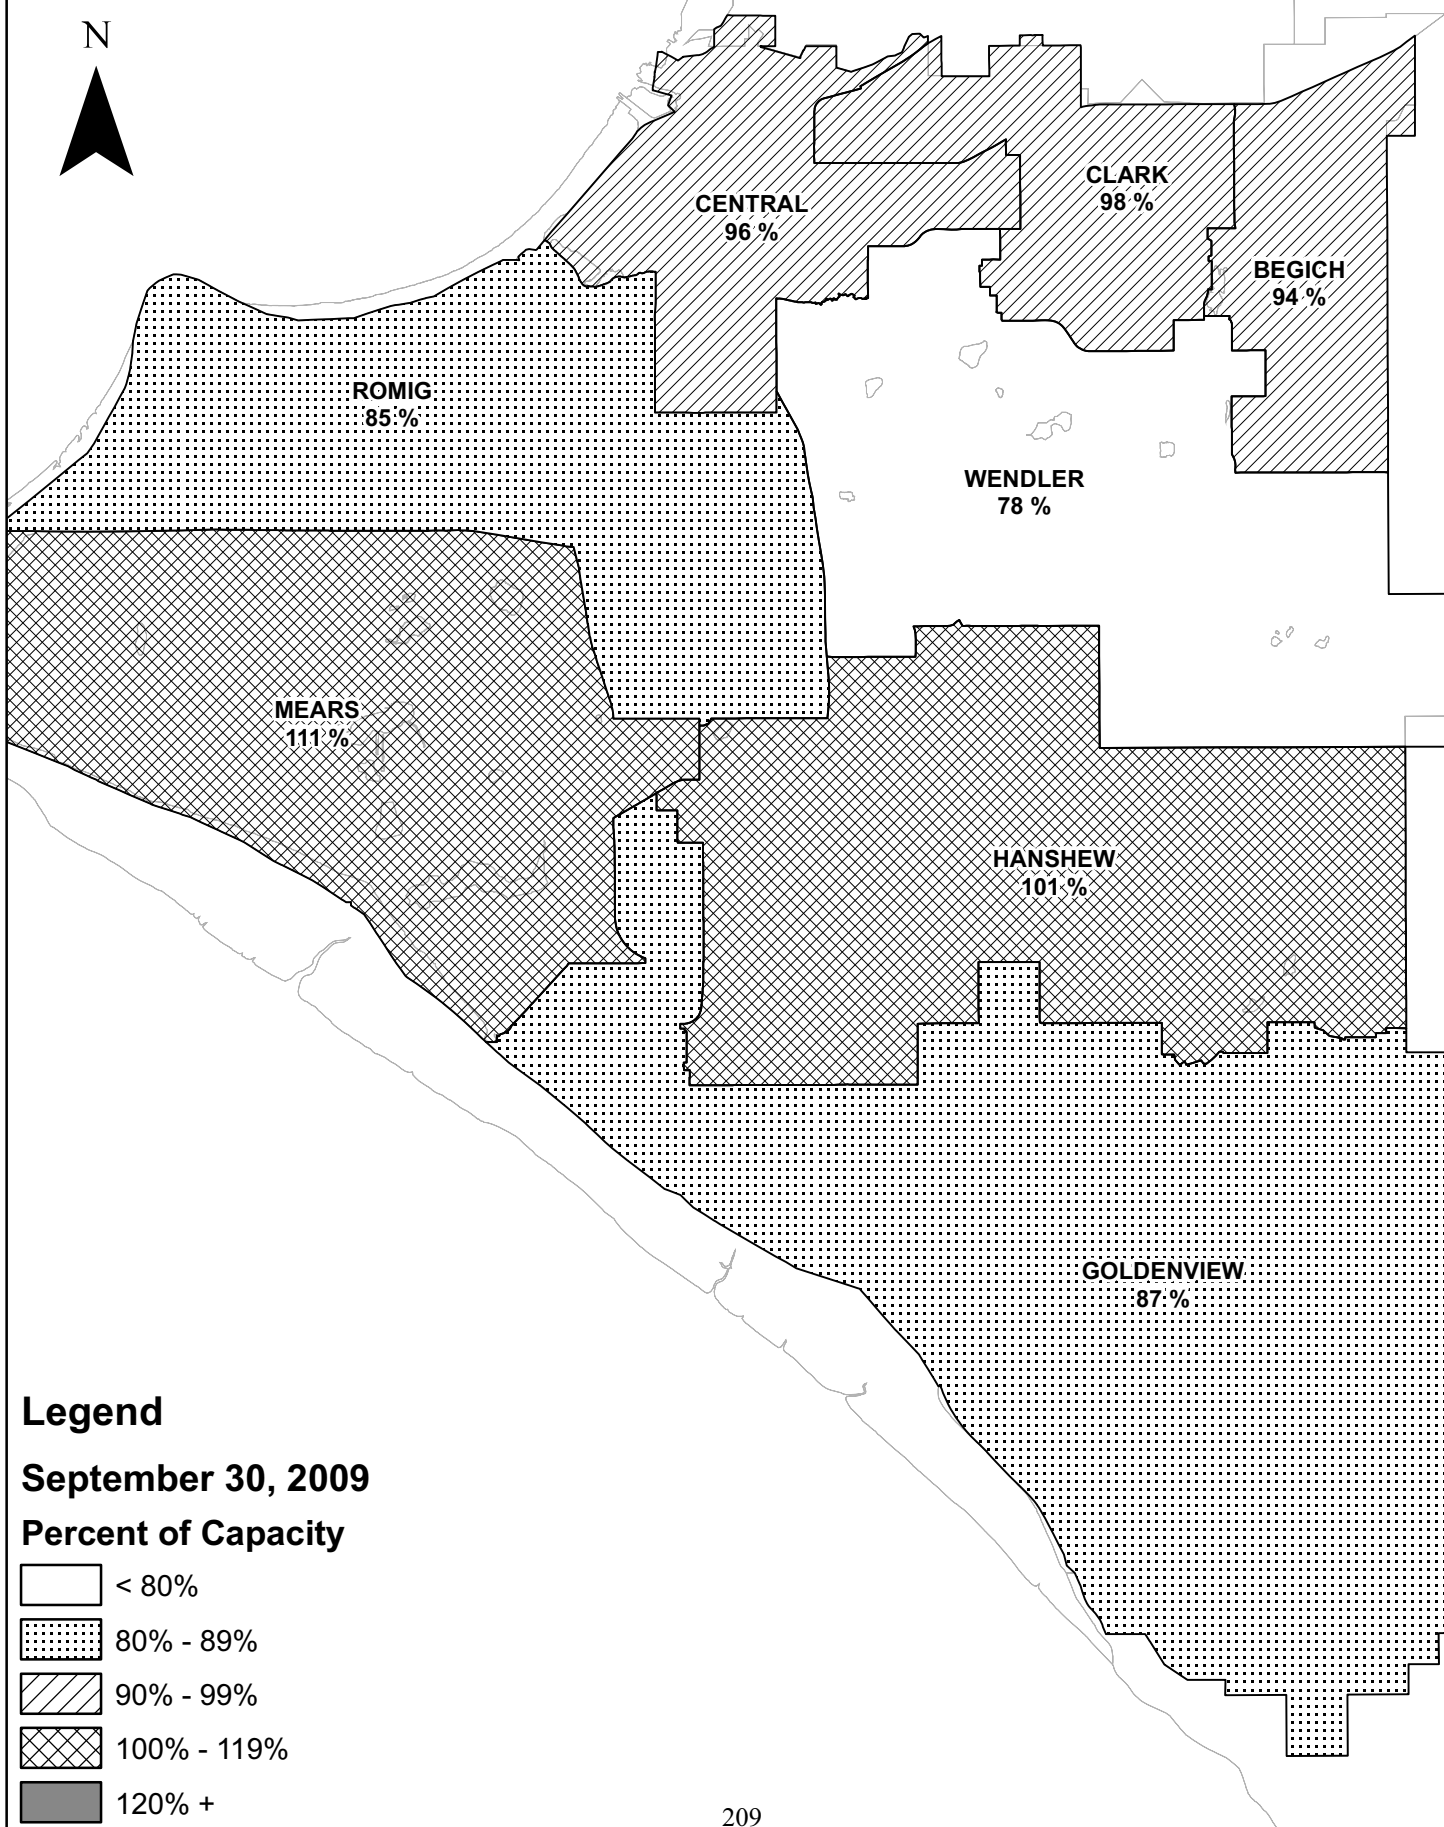 N
CLARK
98 %
CENTRAL
96 %
BEGICH
94 %
ROMIG
85 %
WENDLER
78 %
MEARS
111 %
HANSHEW
101 %
GOLDENVIEW
87 %
Legend
September 30, 2009
Percent of Capacity
< 80%
80% - 89%
90% - 99%
100% - 119%
120% +
209